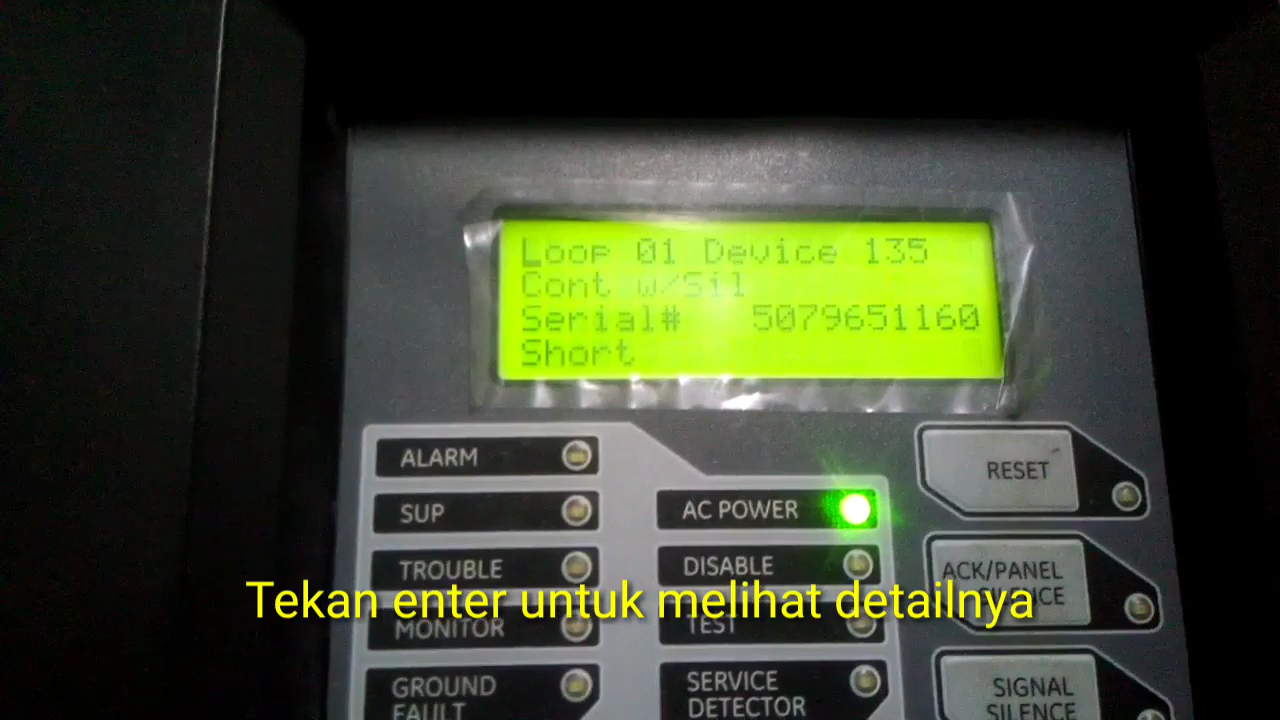 Loop 01 Device 135
Cont w/Sil
Serial# 5079651160
Short
ALARM
SUP
TROUBLE
MONITOR
GROUND
FAULT
AC POWER
DISABLE
TEST
SERVICE
DETECTOR
RESET
ACK/PANEL
SIGNAL
SILENCE
Tekan enter untuk melihat detailnya